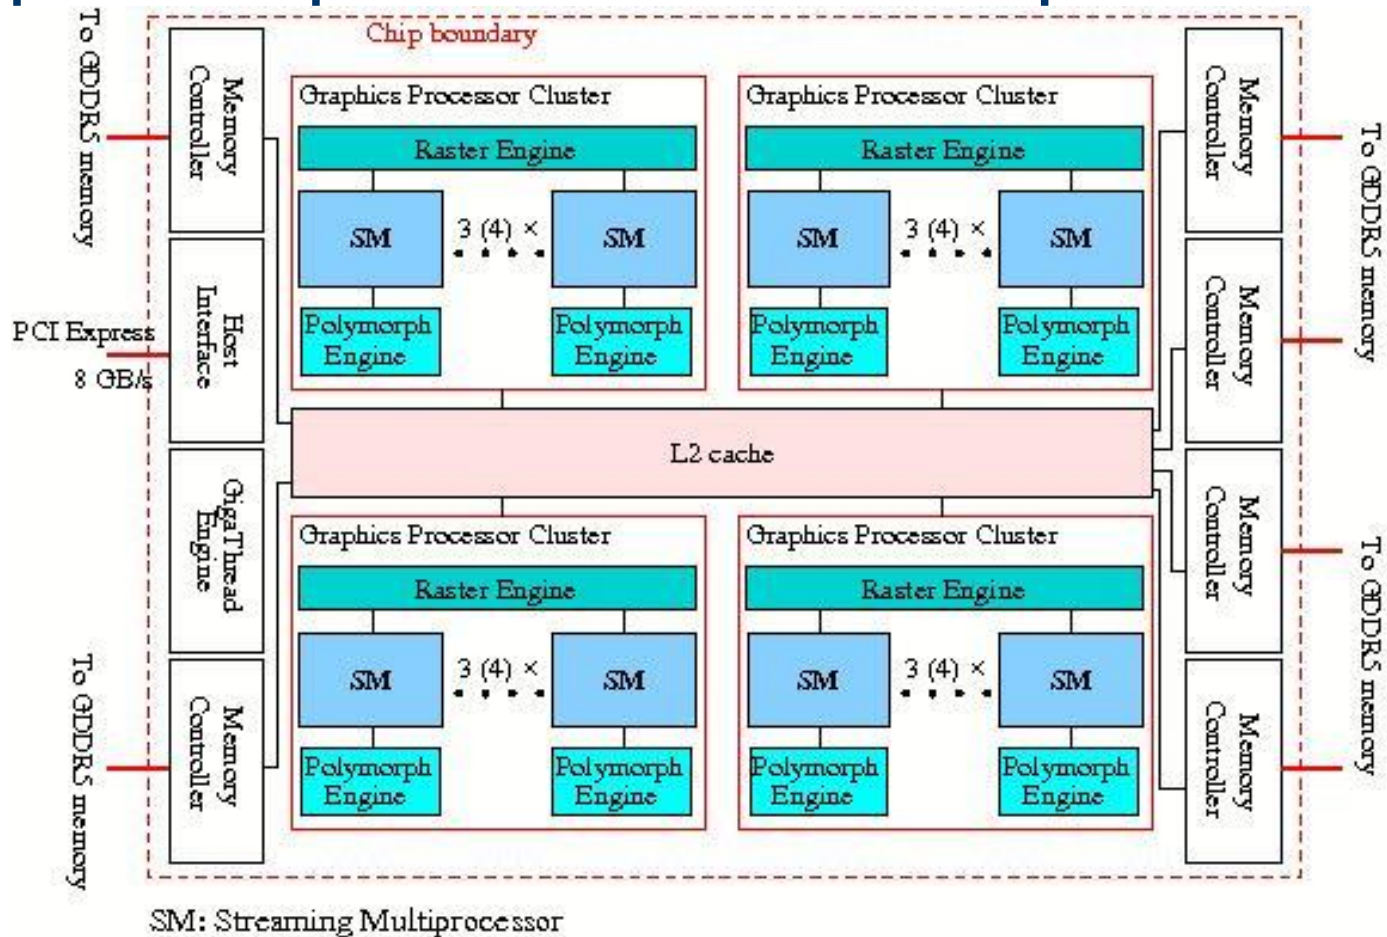 Chip boundary
To GDDR5 memory
Memory
Controller
Host
Interface
PCI Express
8 GB/s
GigaThread
Engine
Memory
Controller
To GDDR5 memory
Graphics Processor Cluster
Raster Engine
SM
3 (4) ×
SM
Polymorph
Engine
Polymorph
Engine
Graphics Processor Cluster
Raster Engine
SM
3 (4) ×
SM
Polymorph
Engine
Polymorph
Engine
L2 cache
Graphics Processor Cluster
Raster Engine
SM
3 (4) ×
SM
Polymorph
Engine
Polymorph
Engine
Graphics Processor Cluster
Raster Engine
SM
3 (4) ×
SM
Polymorph
Engine
Polymorph
Engine
Memory
Controller
Memory
Controller
Memory
Controller
Memory
Controller
To GDDR5 memory
To GDDR5 memory
SM: Streaming Multiprocessor